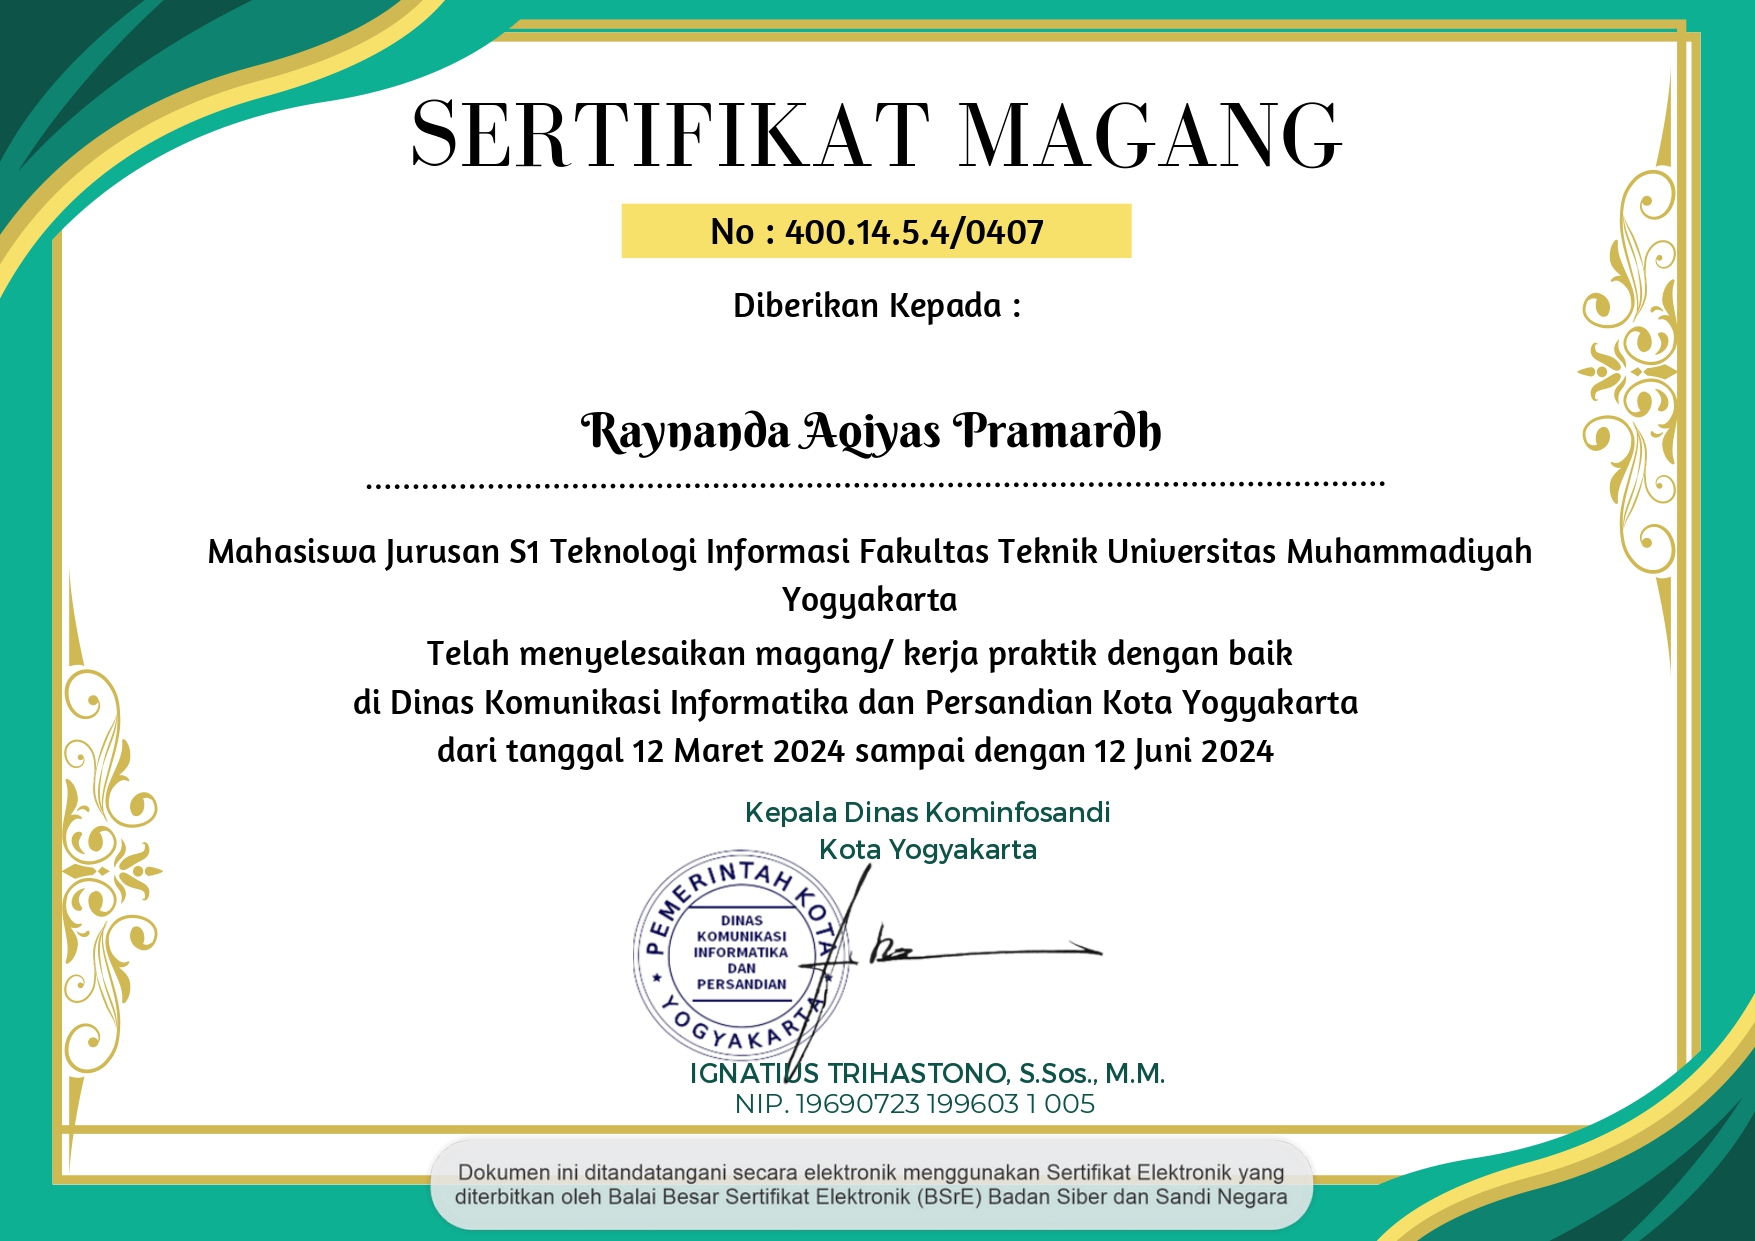 SERTIFIKAT MAGANG
No : 400.14.5.4/0407
Diberikan Kepada :
Raynanda Aqiyas Pramardh
Mahasiswa Jurusan S1 Teknologi Informasi Fakultas Teknik Universitas Muhammadiyah
Yogyakarta
Telah menyelesaikan magang/ kerja praktik dengan baik
di Dinas Komunikasi Informatika dan Persandian Kota Yogyakarta
dari tanggal 12 Maret 2024 sampai dengan 12 Juni 2024
Kepala Dinas Kominfosandi
Kota Yogyakarta
PEMERINTAH KOTA
DINAS
KOMUNIKASI
INFORMATIKA
DAN
PERSANDIAN
YOGYAKARTA
IGNATIUS TRIHASTONO, S.Sos., M.M.
NIP. 19690723 199603 1 005
Dokumen ini ditandatangani secara elektronik menggunakan Sertifikat Elektronik yang
diterbitkan oleh Balai Besar Sertifikat Elektronik (BSrE) Badan Siber dan Sandi Negara